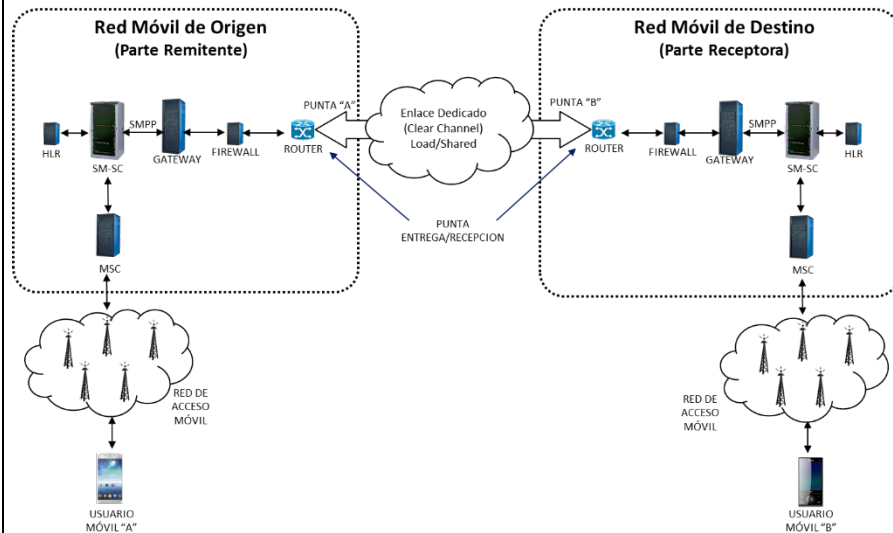 Red Móvil de Origen
(Parte Remitente)
Red Móvil de Destino
(Parte Receptora)
PUNTA “A”
Enlace Dedicado
(Clear Channel)
Load/Shared
PUNTA “B”
HLR
SM-SC
SMPP
GATEWAY
FIREWALL
ROUTER
ROUTER
FIREWALL
GATEWAY
SMPP
SM-SC
HLR
PUNTA
ENTREGA/RECEPCION
MSC
MSC
RED DE
ACCESO
MÓVIL
RED DE
ACCESO
MÓVIL
USUARIO
MÓVIL “A”
USUARIO
MÓVIL “B”